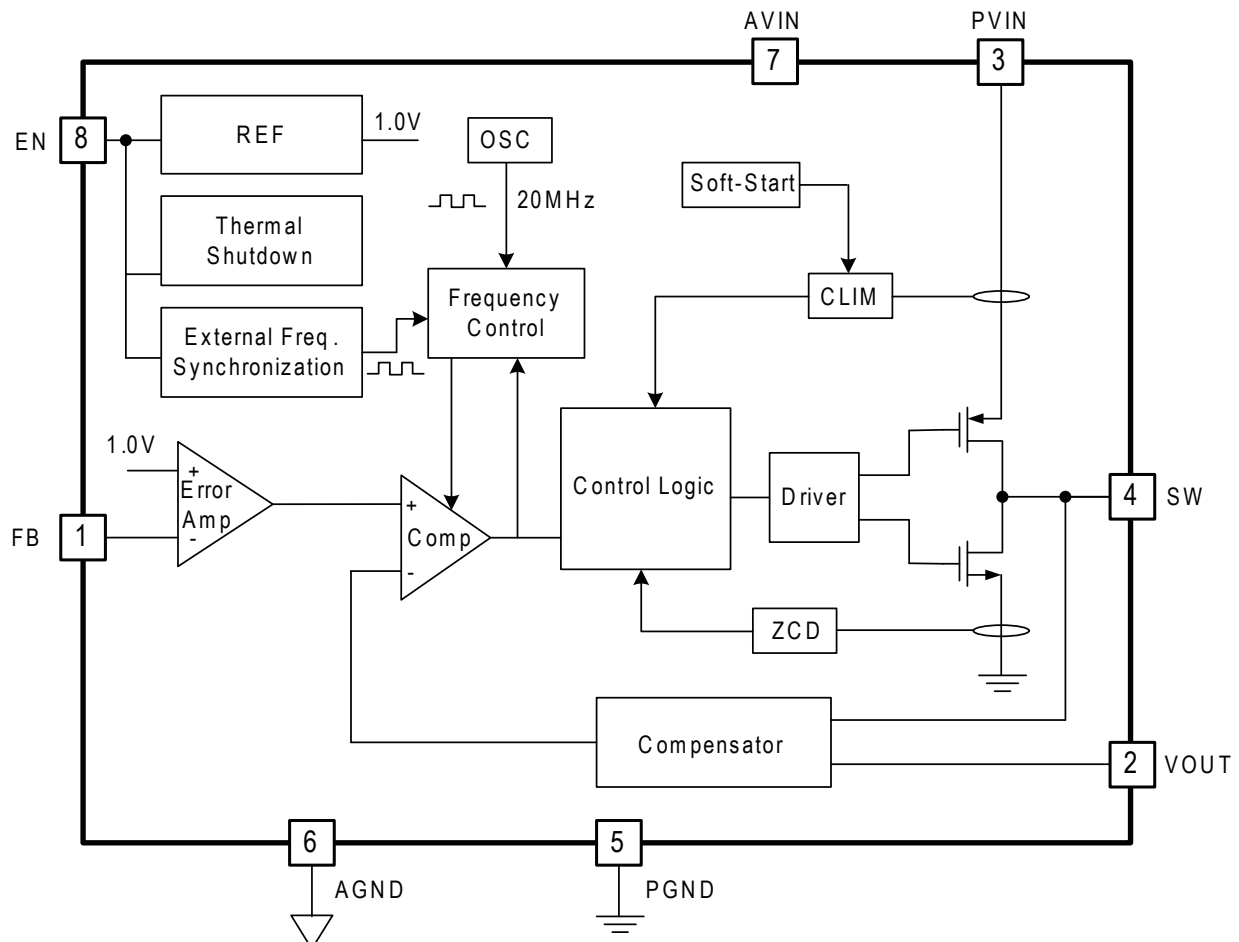 AVIN
PVIN
7
3
EN
8
REF
1.0V
OSC
20MHz
Soft-Start
Thermal
Shutdown
Frequency
Control
CLIM
External Freq.
Synchronization
1.0V
+
Error
Amp
-
FB
1
+
Comp
-
Control Logic
Driver
4
SW
ZCD
Compensator
2
VOUT
6
5
AGND
PGND